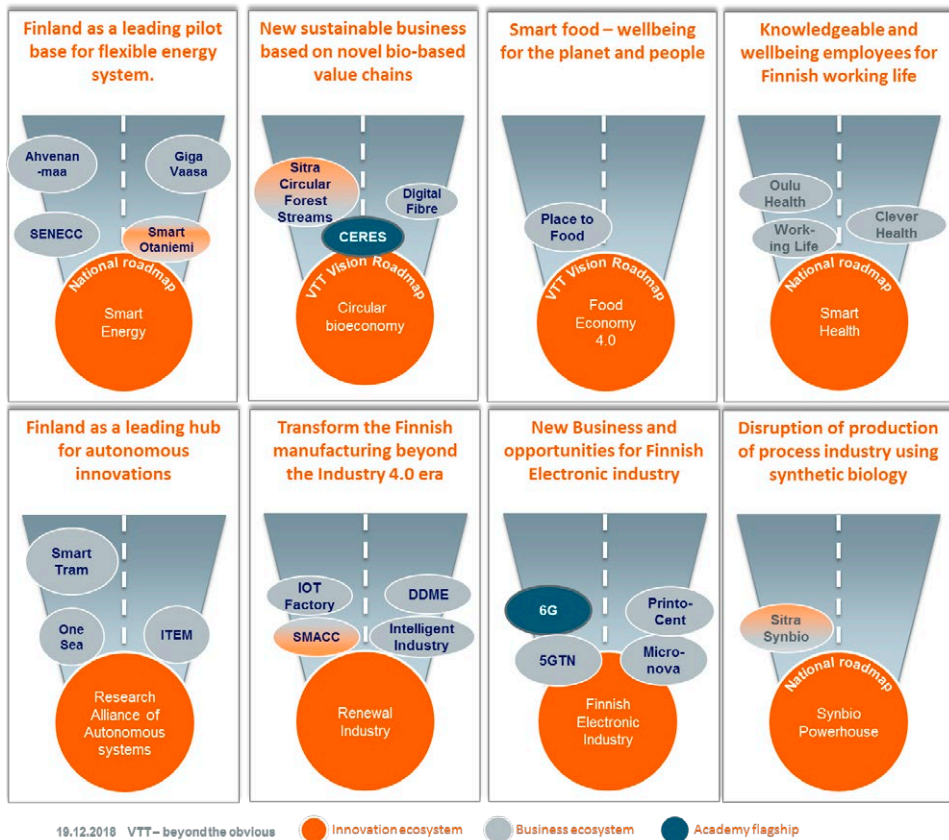 Finland as a leading pilot
base for flexible energy
system.
Ahvenan
-maa
Giga
Vaasa
SENECC
Smart
Otaniemi
National roadmap
Smart
Energy
New sustainable business
based on novel bio-based
value chains
Sitra
Circular
Forest
Streams
Digital
Fibre
CERES
VTT Vision Roadmap
Circular
bioeconomy
Smart food – wellbeing
for the planet and people
Place to
Food
VTT Vision Roadmap
Food
Economy
4.0
Knowledgeable and
wellbeing employees for
Finnish working life
Oulu
Health
Work-
ing Life
Clever
Health
National roadmap
Smart
Health
Finland as a leading hub
for autonomous
innovations
Smart
Tram
One
Sea
ITEM
Research
Alliance of
Autonomous
systems
Transform the Finnish
manufacturing beyond
the Industry 4.0 era
IOT
Factory
DDME
SMACC
Intelligent
Industry
Renewal
Industry
New Business and
opportunities for Finnish
Electronic industry
6G
Printo-
Cent
5GTN
Micro-
nova
Finnish
Electronic
Industry
Disruption of production
of process industry using
synthetic biology
Sitra
Synbio
National roadmap
Synbio
Powerhouse
19.12.2018 VTT – beyond the obvious
Innovation ecosystem
Business ecosystem
Academy flagship